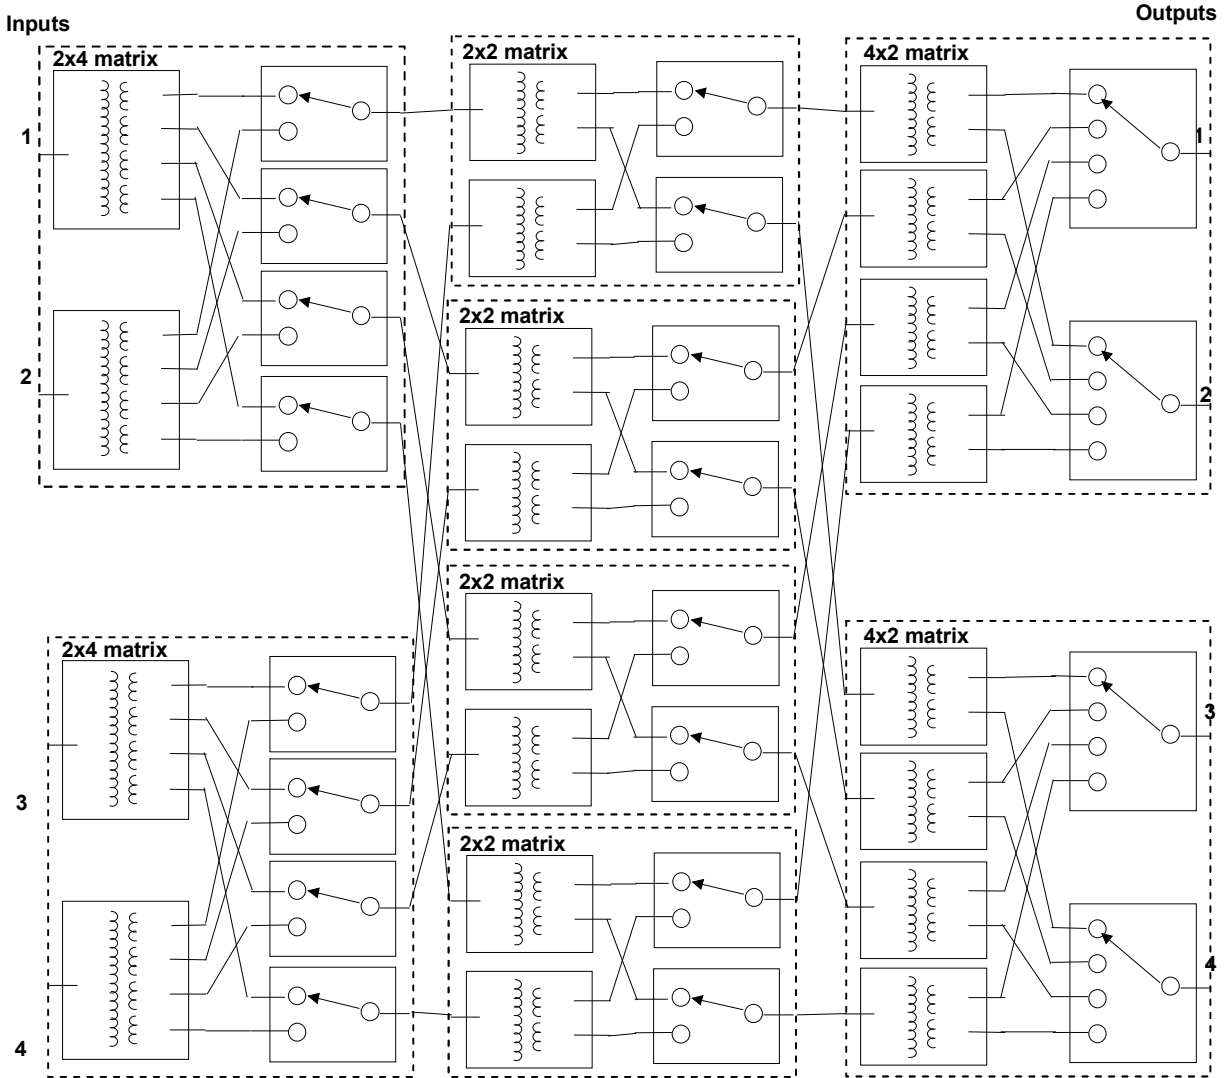 Inputs
Outputs
2x4 matrix
2x2 matrix
4x2 matrix
1
1
2x2 matrix
2
2
2x2 matrix
2x4 matrix
4x2 matrix
3
3
2x2 matrix
4
4